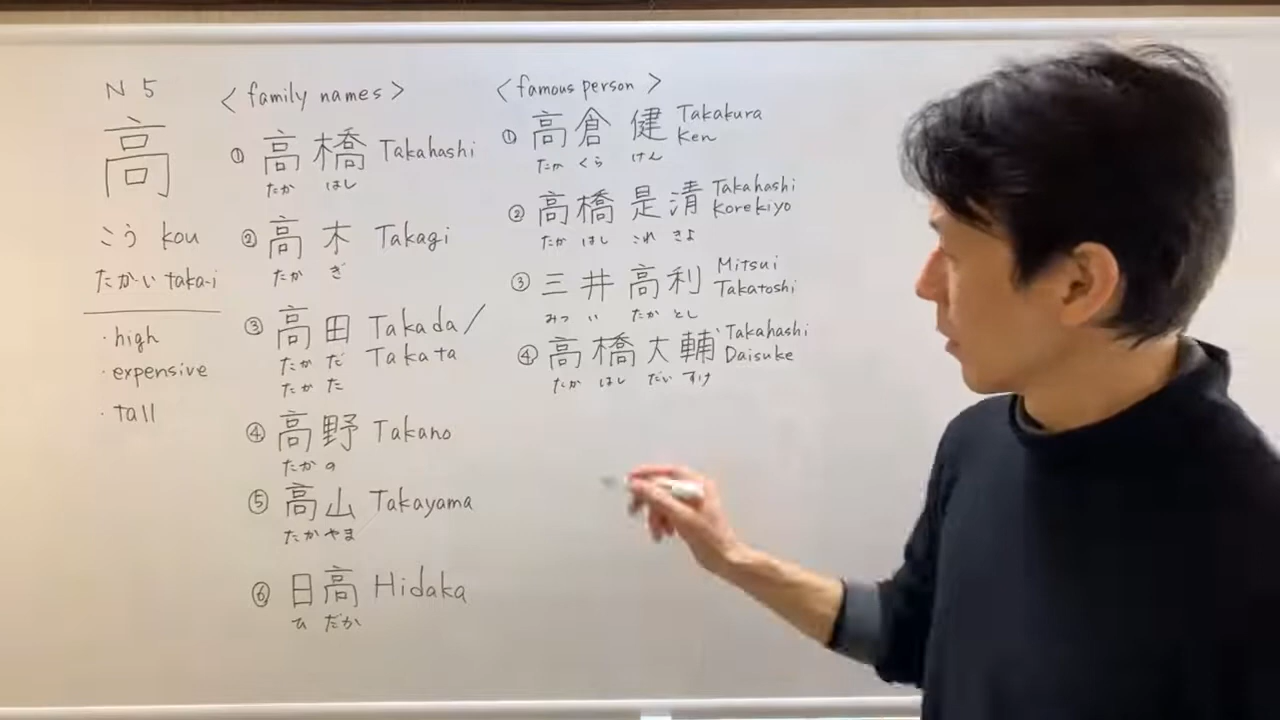 N5
高
こう kou
たかい taka-i
・high
・expensive
・tall
<family names>
① 高橋 Takahashi
たか はし
② 高木 Takagi
たか ぎ
③ 高田 Takada/
たか だ Takata
たか た
④ 高野 Takano
たか の
⑤ 高山 Takayama
たか やま
⑥ 日高 Hidaka
ひ だか
<famous person>
① 高倉 健 Takakura
Ken
たか くら けん
② 高橋 是清 Takahashi
Korekiyo
たか はし これ きよ
③ 三井 高利 Mitsui
Takatoshi
みつ い たか とし
④ 高橋 大輔 Takahashi
Daisuke
たか はし だい すけ